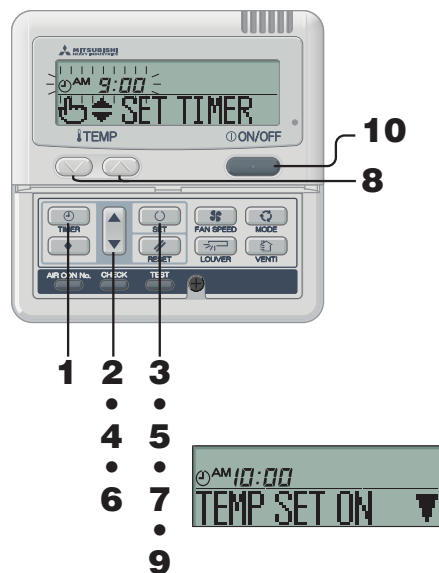 MITSUBISHI
HEAVY INDUSTRIES
AM 9:00
SET TIMER
TEMP ON/OFF
10
8
TIMER SET FAN SPEED MODE
RESET LOUVER VENTI
AIR CON No. CHECK TEST
1 2 3
• •
4 5
• •
6 7
•
9
AM 10:00
TEMP SET ON ▼